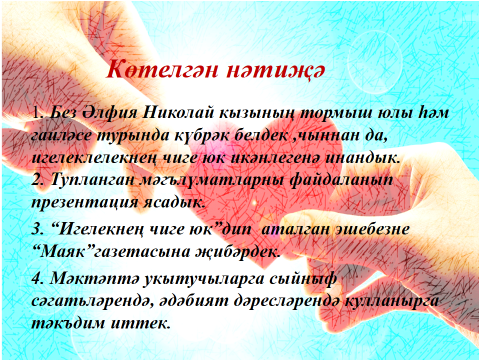 Көтелгән нәтиҗә
1. Без Әлфия Николай кызының тормыш юлы һәм
гаиләсе турында күбрәк белдек ,чыннан да,
игелеклелекнең чиге юк икәнлегенә инандык.
2. Тупланган мәгълүматларны файдаланып
презентация ясадык.
3. “Игелекнең чиге юк”дип аталган эшебезне
“Маяк”газетасына җибәрдек.
4. Мәктәптә укытучыларга сыйныф
сәгатьләрендә, әдәбият дәресләрендә кулланырга
тәкъдим иттек.